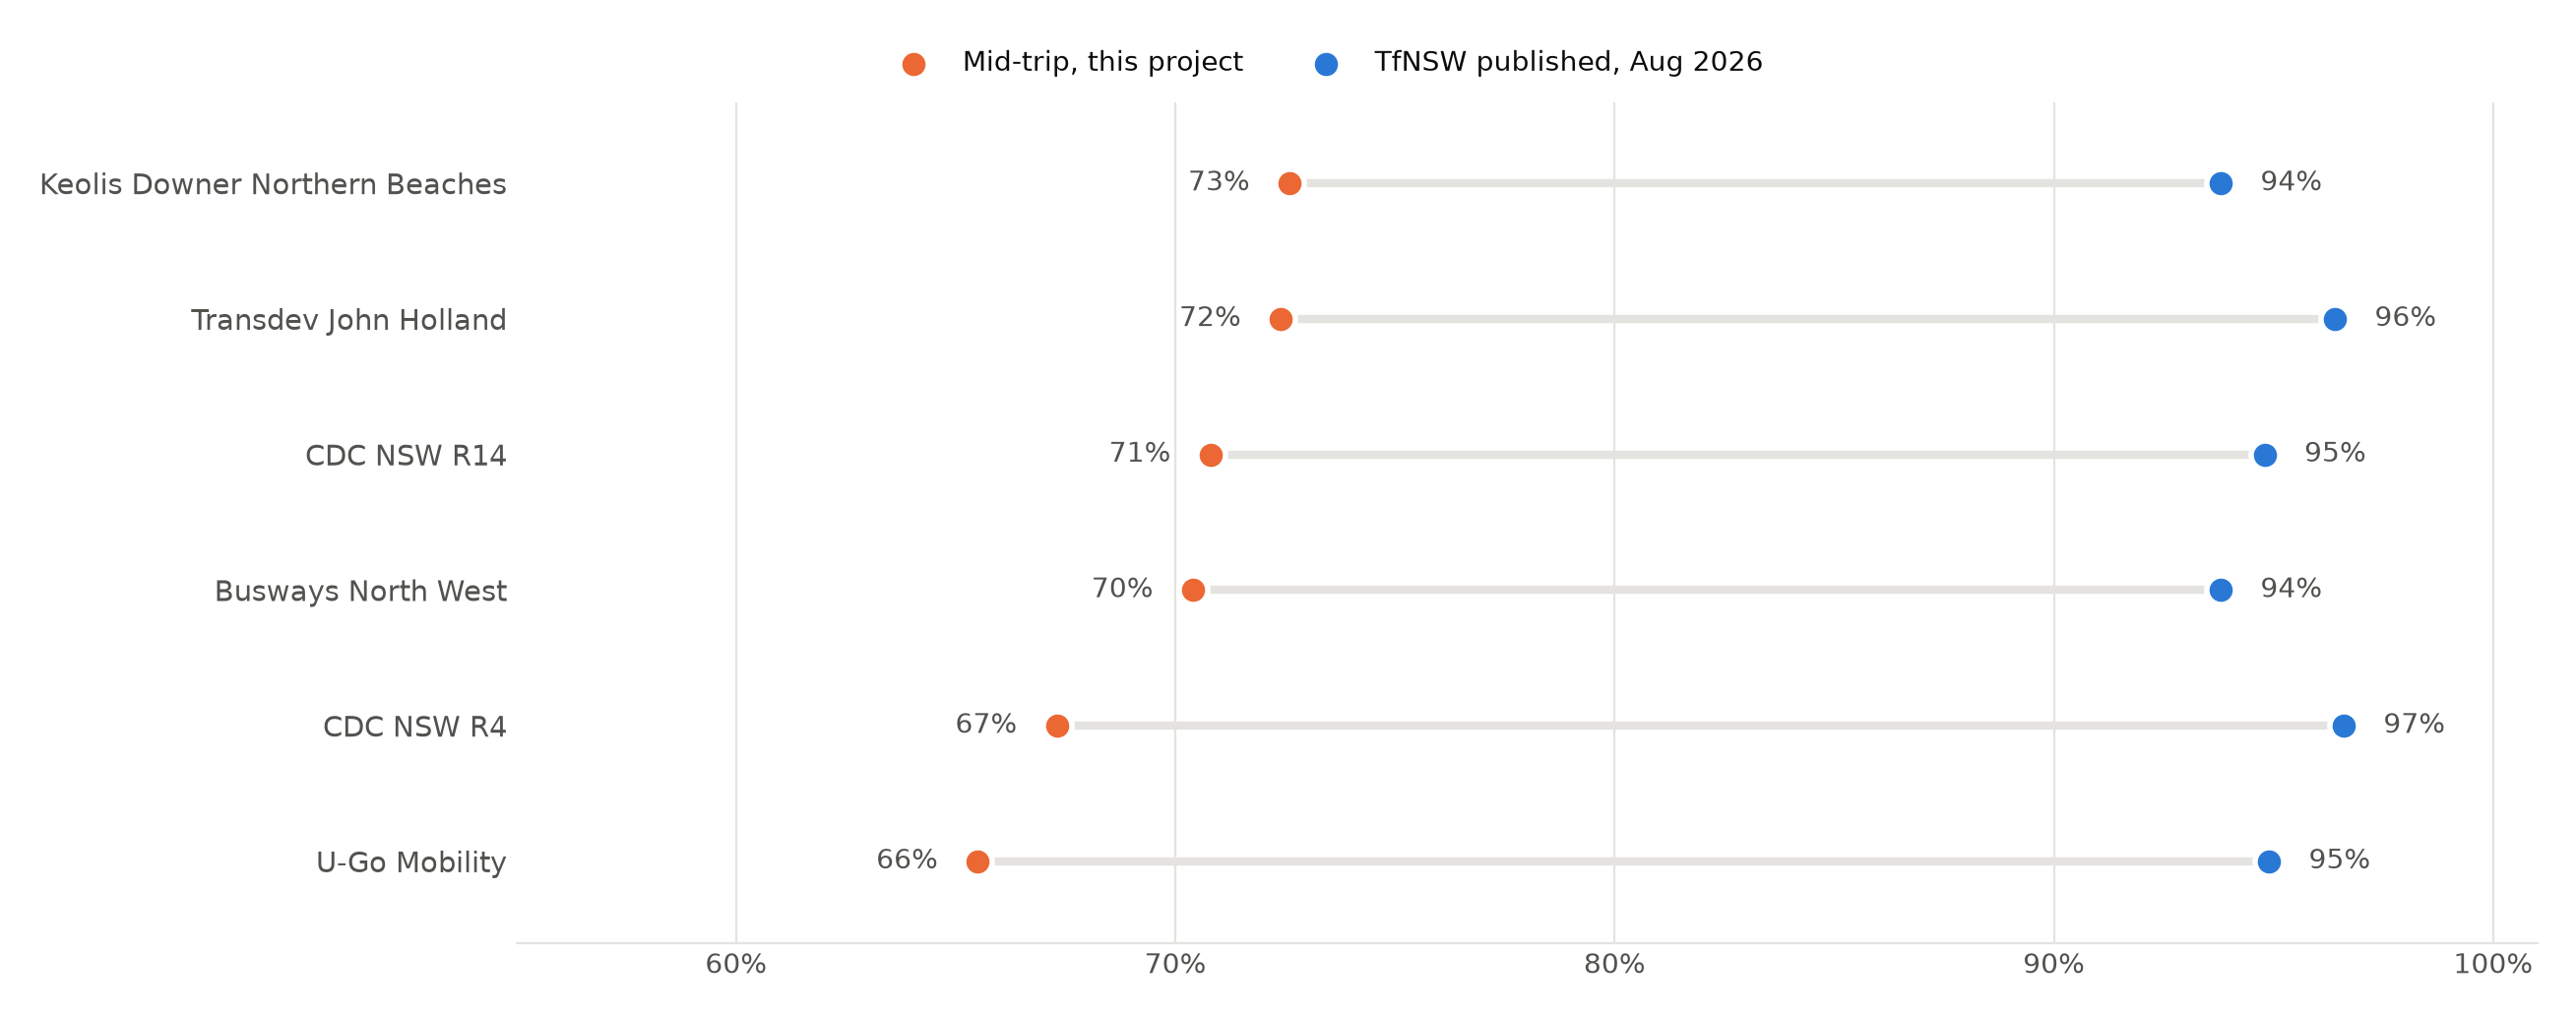 Mid-trip, this project
TfNSW published, Aug 2026
Keolis Downer Northern Beaches
73%
94%
Transdev John Holland
72%
96%
CDC NSW R14
71%
95%
Busways North West
70%
94%
CDC NSW R4
67%
97%
U-Go Mobility
66%
95%
60%
70%
80%
90%
100%